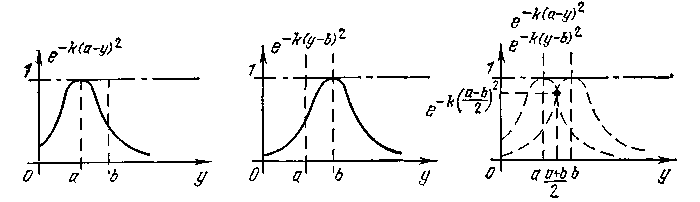 e^{-k(a-y)^2}
1
0 a b y
e^{-k(y-b)^2}
1
0 a b y
e^{-k(a-y)^2}
e^{-k(y-b)^2}
1
e^{-k(\frac{a-b}{2})^2}
0 a \frac{a+b}{2} b y